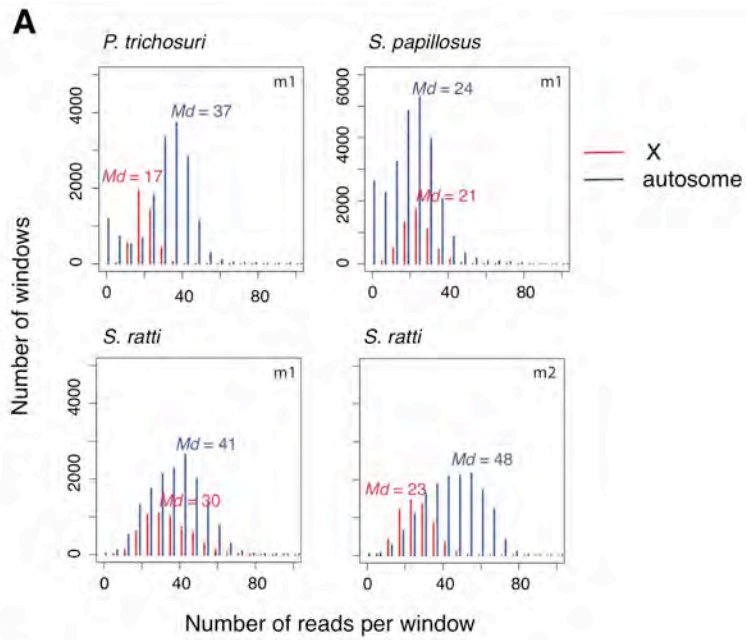 A
P. trichosuri
S. papillosus
m1
Md = 37
Md = 17
4000
2000
0
0 40 80
m1
Md = 24
Md = 21
6000
4000
2000
0
0 40 80
X
autosome
Number of windows
S. ratti
S. ratti
m1
Md = 41
Md = 30
4000
2000
0
0 40 80
m2
Md = 48
Md = 23
0 40 80
Number of reads per window